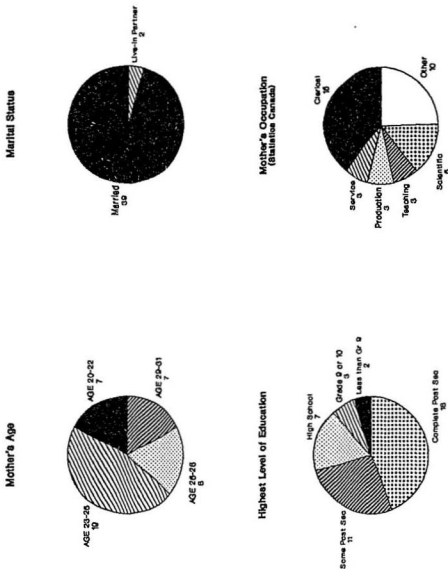 Mother's Age
AGE 23-25
19
AGE 20-22
7
AGE 29-31
7
AGE 26-28
8
Marital Status
Married
39
Live-in Partner
2
Highest Level of Education
Some Post Sec
11
High School
7
Grade 9 or 10
3
Less than Gr 9
2
Complete Post Sec
18
Mother's Occupation
(Statistics Canada)
Clerical
16
Service
3
Production
3
Teaching
3
Scientific
6
Other
10